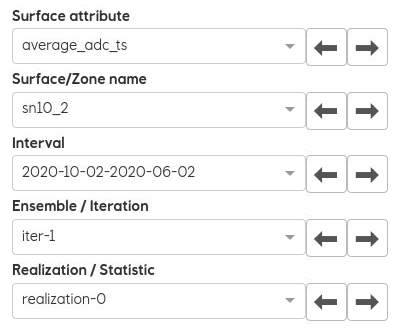 Surface attribute
average_adc_ts
Surface/Zone name
sn10_2
Interval
2020-10-02-2020-06-02
Ensemble / Iteration
iter-1
Realization / Statistic
realization-0